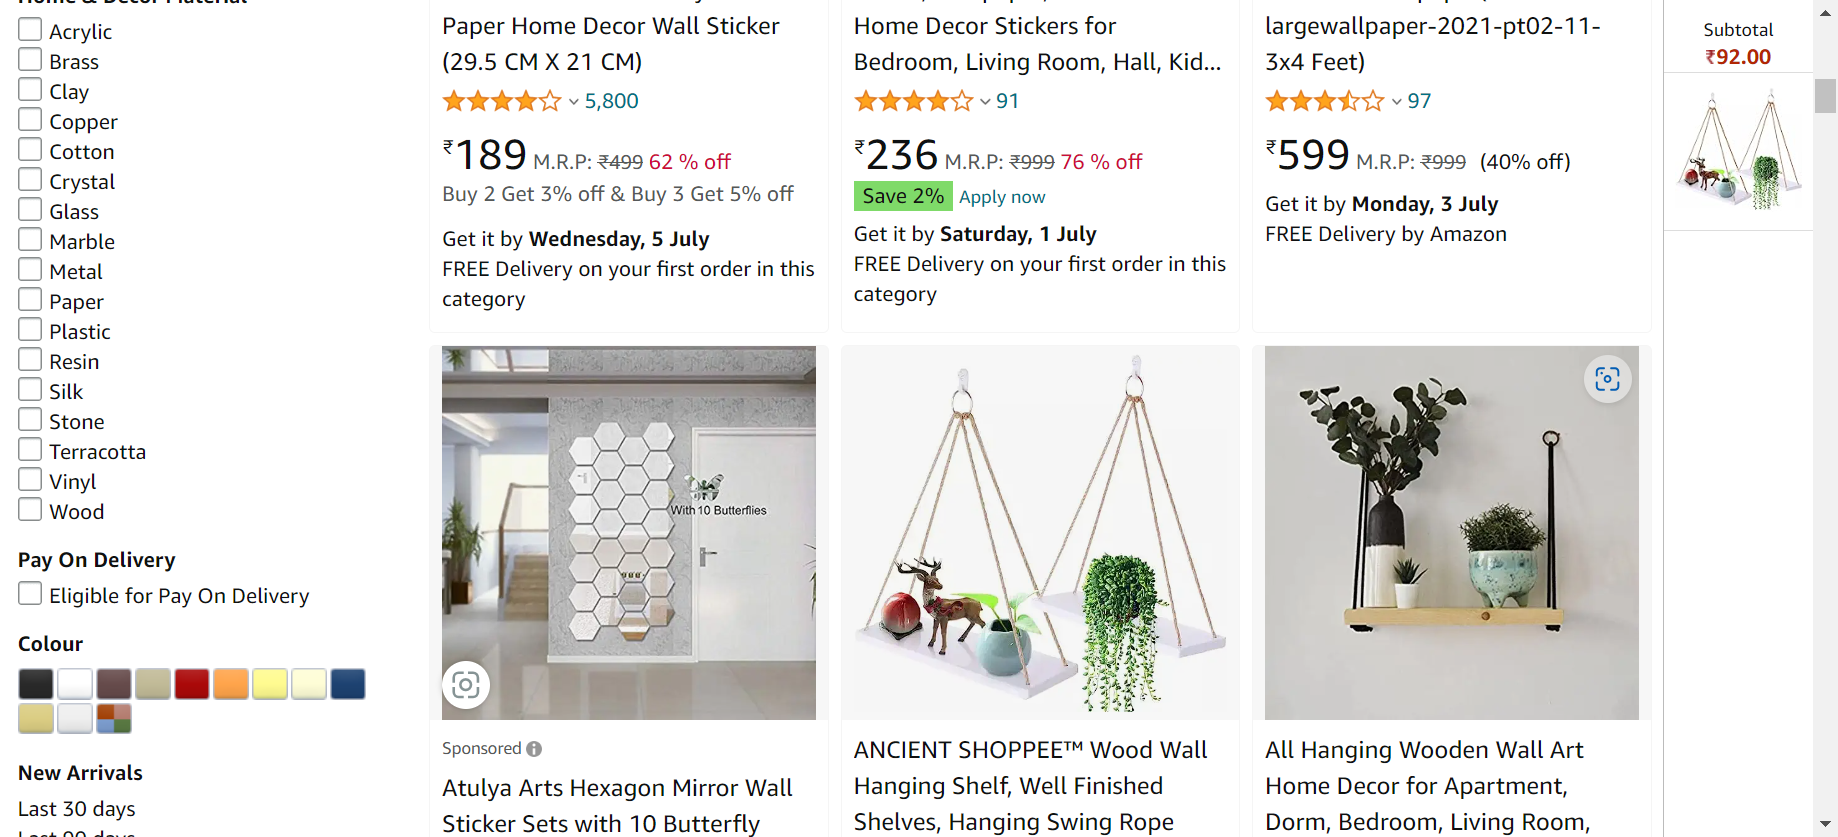 Home & Decor Material
Acrylic
Brass
Clay
Copper
Cotton
Crystal
Glass
Marble
Metal
Paper
Plastic
Resin
Silk
Stone
Terracotta
Vinyl
Wood
Pay On Delivery
Eligible for Pay On Delivery
Colour
New Arrivals
Last 30 days
Last 90 days
Paper Home Decor Wall Sticker
(29.5 CM X 21 CM)
5,800
₹189 M.R.P: ₹499 62 % off
Buy 2 Get 3% off & Buy 3 Get 5% off
Get it by Wednesday, 5 July
FREE Delivery on your first order in this
category
Home Decor Stickers for
Bedroom, Living Room, Hall, Kid...
91
₹236 M.R.P: ₹999 76 % off
Save 2% Apply now
Get it by Saturday, 1 July
FREE Delivery on your first order in this
category
largewallpaper-2021-pt02-11-
3x4 Feet)
97
₹599 M.R.P: ₹999 (40% off)
Get it by Monday, 3 July
FREE Delivery by Amazon
With 10 Butterflies
Sponsored
Atulya Arts Hexagon Mirror Wall
Sticker Sets with 10 Butterfly
ANCIENT SHOPPEE™ Wood Wall
Hanging Shelf, Well Finished
Shelves, Hanging Swing Rope
All Hanging Wooden Wall Art
Home Decor for Apartment,
Dorm, Bedroom, Living Room,
Subtotal
₹92.00